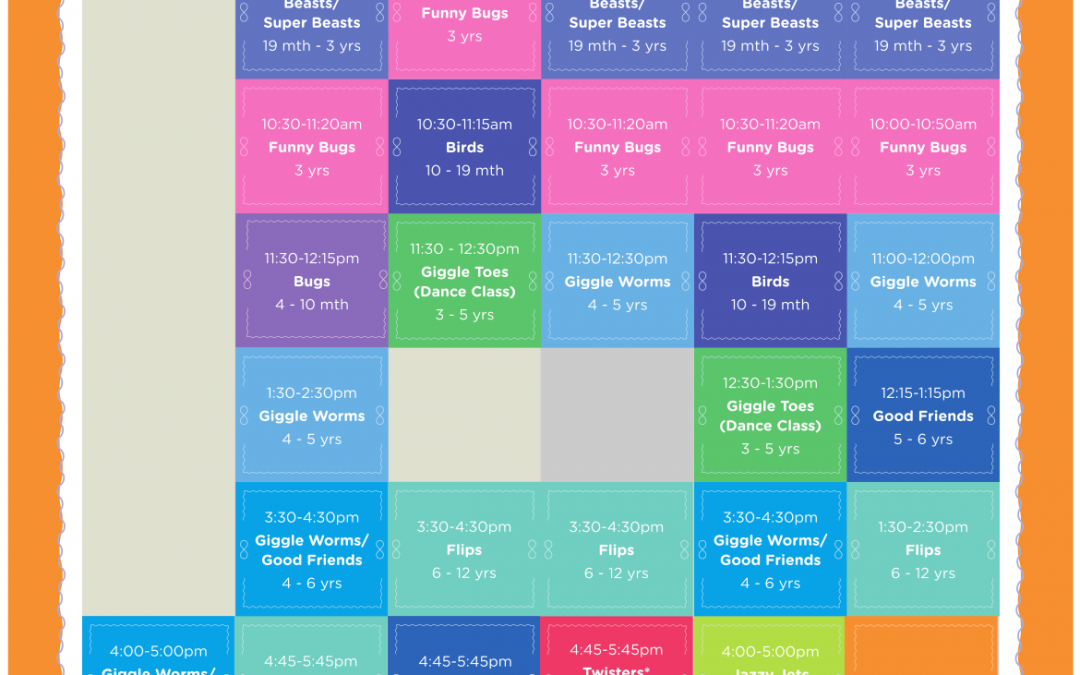 Beasts/
Super Beasts
19 mth - 3 yrs
Funny Bugs
3 yrs
Beasts/
Super Beasts
19 mth - 3 yrs
Beasts/
Super Beasts
19 mth - 3 yrs
Beasts/
Super Beasts
19 mth - 3 yrs
10:30-11:20am
Funny Bugs
3 yrs
10:30-11:15am
Birds
10 - 19 mth
10:30-11:20am
Funny Bugs
3 yrs
10:30-11:20am
Funny Bugs
3 yrs
10:00-10:50am
Funny Bugs
3 yrs
11:30-12:15pm
Bugs
4 - 10 mth
11:30 - 12:30pm
Giggle Toes
(Dance Class)
3 - 5 yrs
11:30-12:30pm
Giggle Worms
4 - 5 yrs
11:30-12:15pm
Birds
10 - 19 mth
11:00-12:00pm
Giggle Worms
4 - 5 yrs
1:30-2:30pm
Giggle Worms
4 - 5 yrs
12:30-1:30pm
Giggle Toes
(Dance Class)
3 - 5 yrs
12:15-1:15pm
Good Friends
5 - 6 yrs
3:30-4:30pm
Giggle Worms/
Good Friends
4 - 6 yrs
3:30-4:30pm
Flips
6 - 12 yrs
3:30-4:30pm
Flips
6 - 12 yrs
3:30-4:30pm
Giggle Worms/
Good Friends
4 - 6 yrs
1:30-2:30pm
Flips
6 - 12 yrs
4:00-5:00pm
Giggle Worms/
4:45-5:45pm
4:45-5:45pm
4:45-5:45pm
Twisters*
4:00-5:00pm
Jazzy Jets